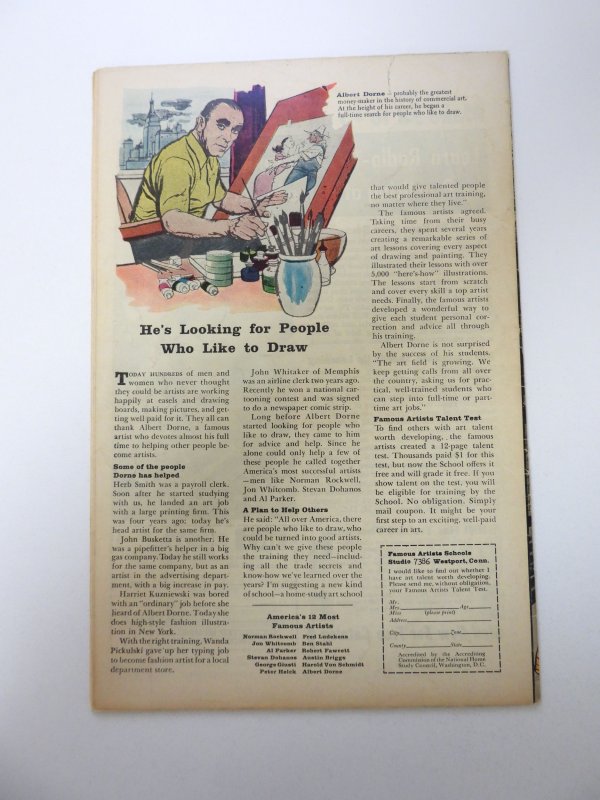 Albert Dorne – probably the greatest
money-maker in the history of commercial art.
At the height of his career, he began a
full-time search for people who like to draw.
He's Looking for People
Who Like to Draw
TODAY HUNDREDS of men and
women who never thought
they could be artists are working
happily at easels and drawing
boards, making pictures, and get-
ting well paid for it. They all can
thank Albert Dorne, a famous
artist who devotes almost his full
time to helping other people be-
come artists.
Some of the people
Dorne has helped
Herb Smith was a payroll clerk.
Soon after he started studying
with us, he landed an art job
with a large printing firm. This
was four years ago; today he's
head artist for the same firm.
John Busketta is another. He
was a pipefitter's helper in a big
gas company. Today he still works
for the same company, but as an
artist in the advertising depart-
ment, with a big increase in pay.
Harriet Kuzniewski was bored
with an "ordinary" job before she
heard of Albert Dorne. Today she
does high-style fashion illustra-
tion in New York.
With the right training, Wanda
Pickulski gave up her typing job
to become fashion artist for a local
department store.
John Whitaker of Memphis
was an airline clerk two years ago.
Recently he won a national car-
tooning contest and was signed
to do a newspaper comic strip.
Long before Albert Dorne
started looking for people who
like to draw, they came to him
for advice and help. Since he
alone could help only a few of
these people he called together
America's most successful artists
—men like Norman Rockwell,
Jon Whitcomb, Stevan Dohanos
and Al Parker.
A Plan to Help Others
He said: "All over America, there
are people who like to draw, who
could be turned into good artists.
Why can't we give these people
the training they need—includ-
ing all the trade secrets and
know-how we've learned over the
years? I'm suggesting a new kind
of school—a home-study art school
America's 12 Most
Famous Artists
Norman Rockwell
Jon Whitcomb
Al Parker
Stevan Dohanos
George Giusti
Peter Helck
Fred Ludekens
Ben Stahl
Robert Fawcett
Austin Briggs
Harold Von Schmidt
Albert Dorne
that would give talented people
the best professional art training,
no matter where they live."
The famous artists agreed.
Taking time from their busy
careers, they spent several years
creating a remarkable series of
art lessons covering every aspect
of drawing and painting. They
illustrated their lessons with over
5,000 "here's-how" illustrations.
The lessons start from scratch
and cover every skill a top artist
needs. Finally, the famous artists
developed a wonderful way to
give each student personal cor-
rection and advice all through
his training.
Albert Dorne is not surprised
by the success of his students.
"The art field is growing. We
keep getting calls from all over
the country, asking us for prac-
tical, well-trained students who
can step into full-time or part-
time art jobs."
Famous Artists Talent Test
To find others with art talent
worth developing, the famous
artists created a 12-page talent
test. Thousands paid $1 for this
test, but now the School offers it
free and will grade it free. If you
show talent on the test, you will
be eligible for training by the
School. No obligation. Simply
mail coupon. It might be your
first step to an exciting, well-paid
career in art.
Famous Artists Schools
Studio 7386 Westport, Conn.
I would like to find out whether I
have art talent worth developing.
Please send me, without obligation,
your Famous Artists Talent Test.
Mr.
Mrs. Age
Miss (please print)
Address
City Zone
County State
Accredited by the Accrediting
Commission of the National Home
Study Council, Washington, D.C.